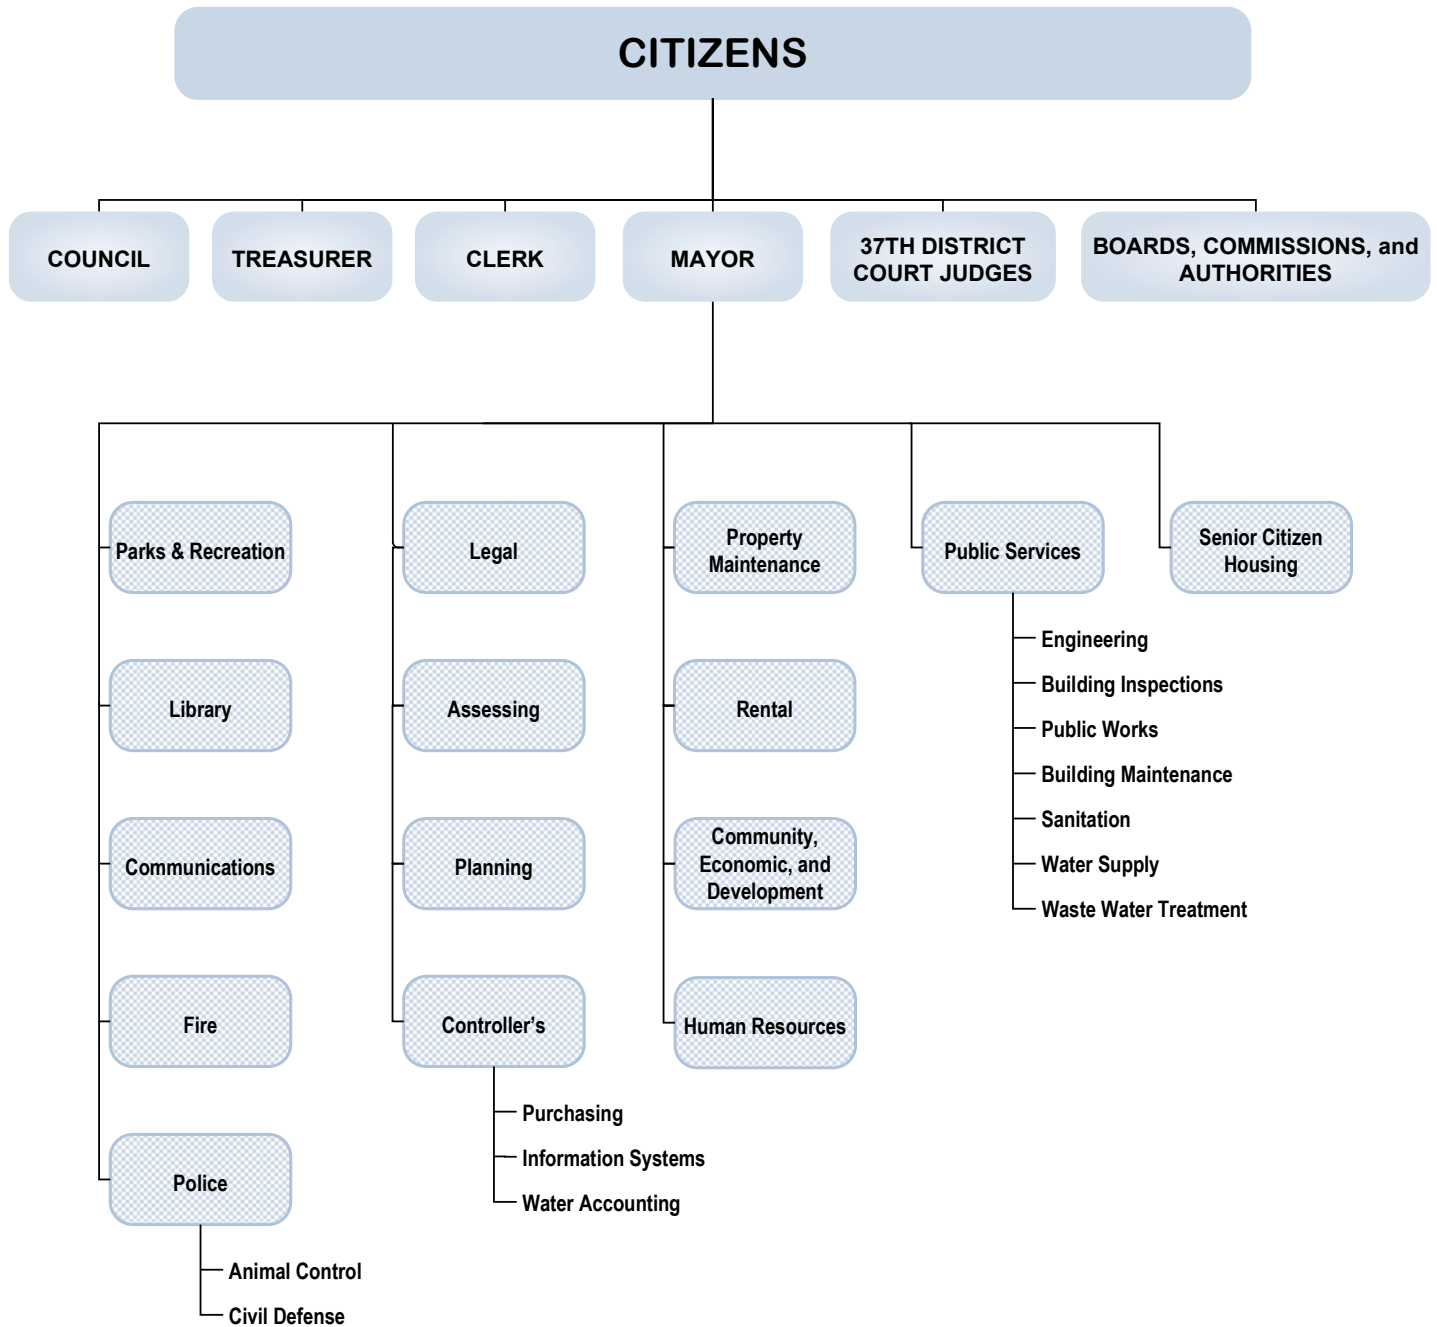 CITIZENS
COUNCIL
TREASURER
CLERK
MAYOR
37TH DISTRICT
COURT JUDGES
BOARDS, COMMISSIONS, and
AUTHORITIES
Parks & Recreation
Library
Communications
Fire
Police
Animal Control
Civil Defense
Legal
Assessing
Planning
Controller’s
Purchasing
Information Systems
Water Accounting
Property
Maintenance
Rental
Community,
Economic, and
Development
Human Resources
Public Services
Engineering
Building Inspections
Public Works
Building Maintenance
Sanitation
Water Supply
Waste Water Treatment
Senior Citizen
Housing